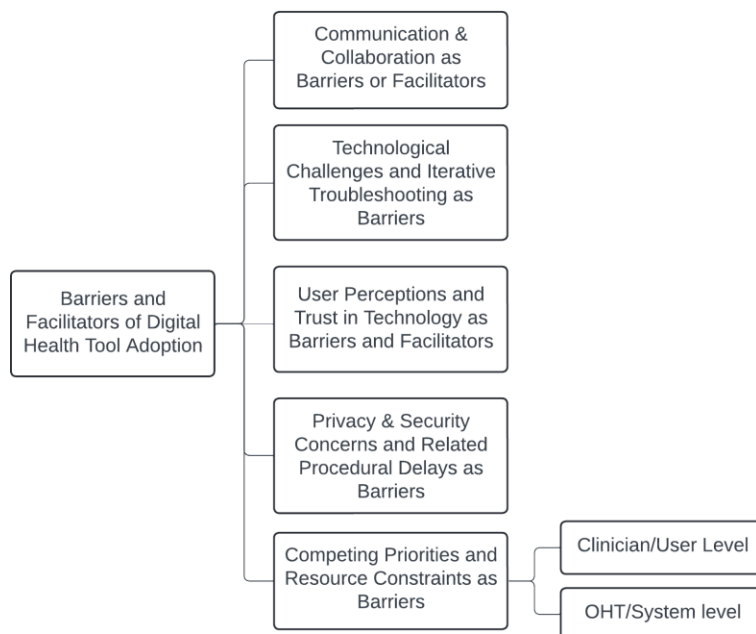 Communication &
Collaboration as
Barriers or Facilitators
Technological
Challenges and Iterative
Troubleshooting as
Barriers
Barriers and
Facilitators of Digital
Health Tool Adoption
User Perceptions and
Trust in Technology as
Barriers and Facilitators
Privacy & Security
Concerns and Related
Procedural Delays as
Barriers
Competing Priorities and
Resource Constraints as
Barriers
Clinician/User Level
OHT/System level